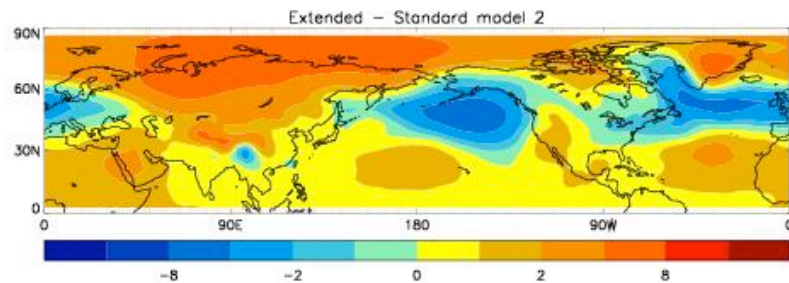 Extended − Standard model 2
90N
60N
30N
0
0 90E 180 90W 0
−8 −2 0 2 8